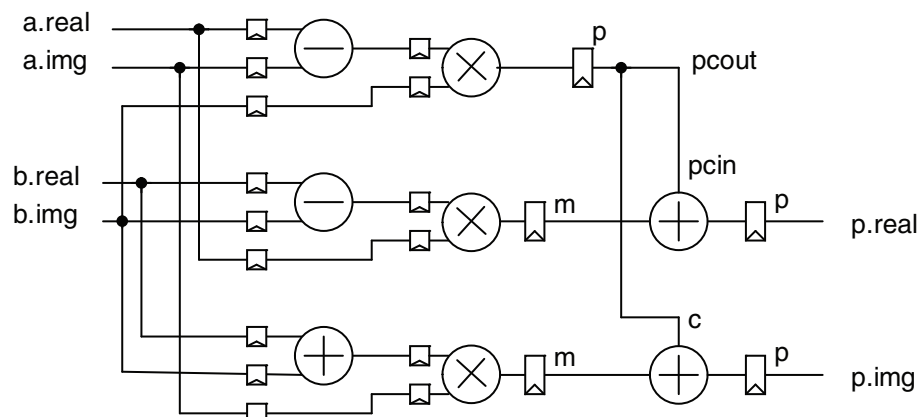 a.real
a.img
p
pcout
b.real
b.img
pcin
m
p
p.real
c
m
p
p.img